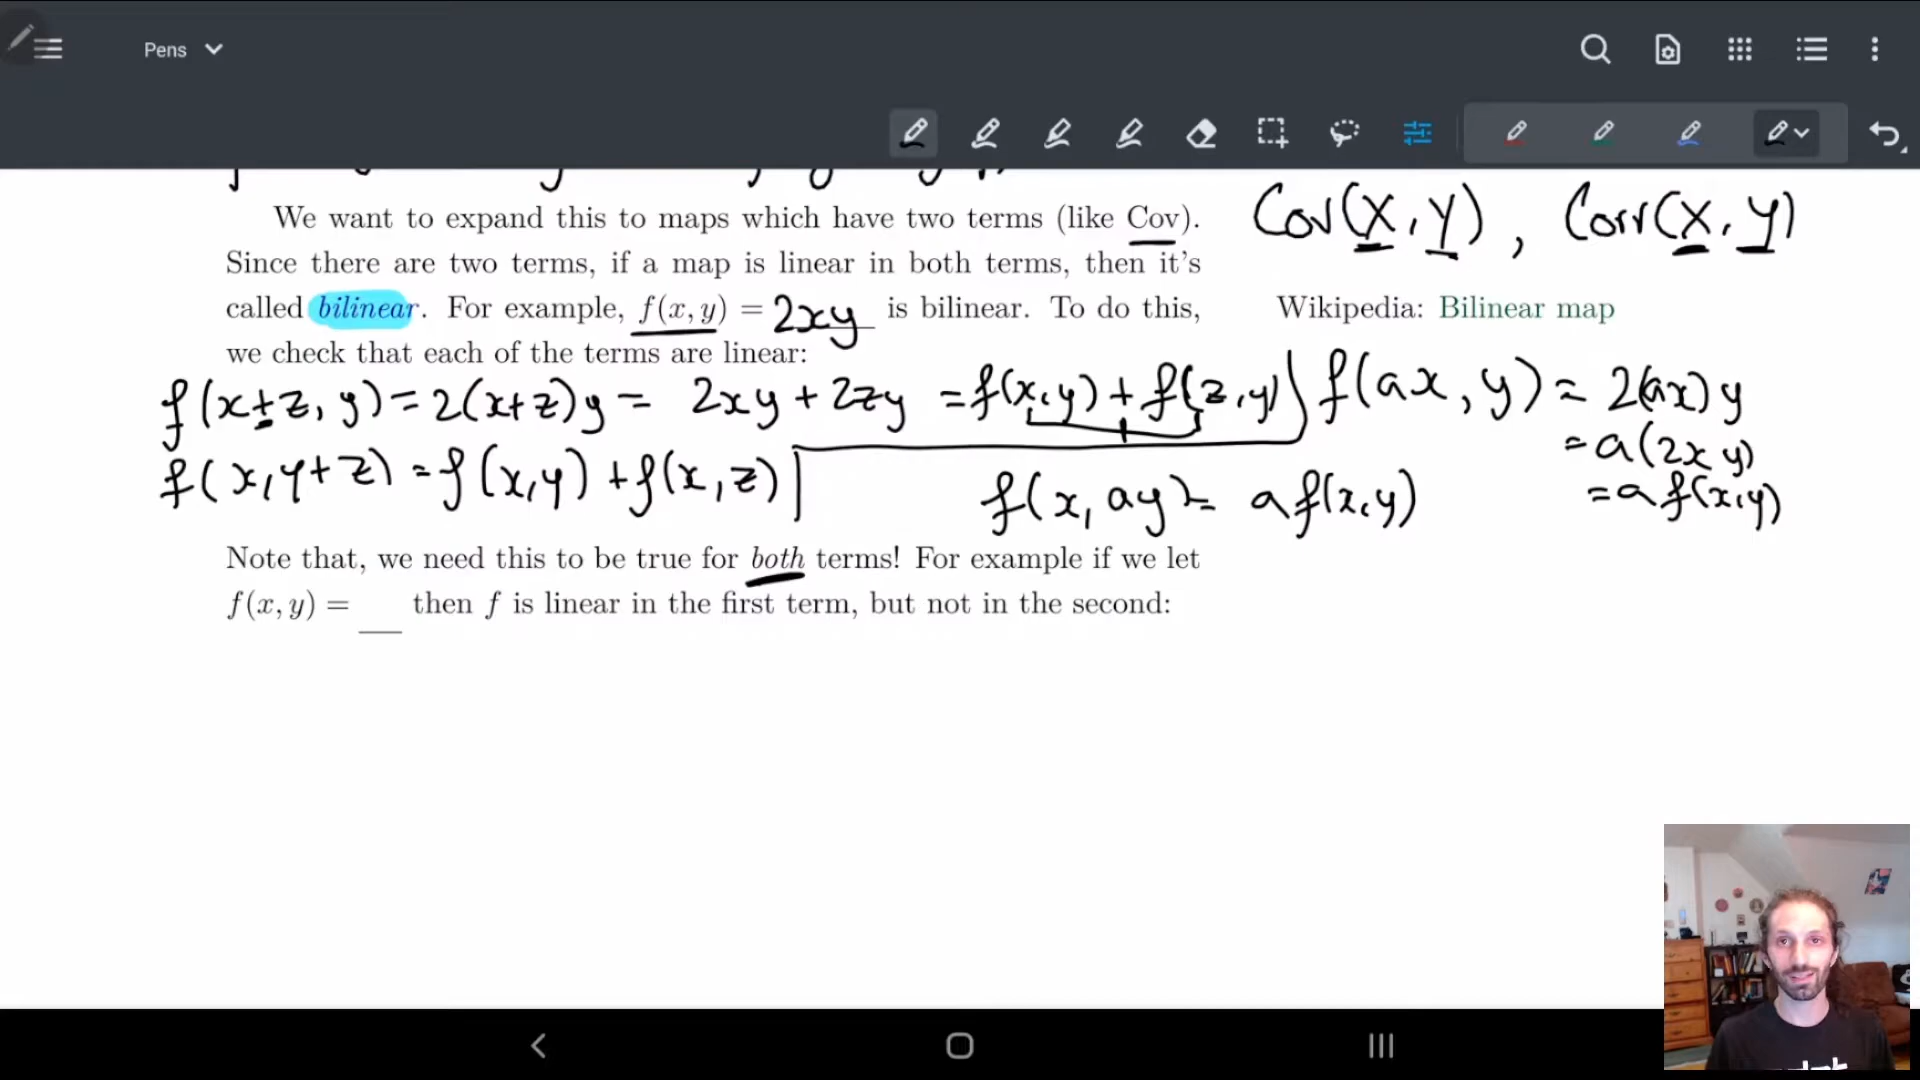 Pens
We want to expand this to maps which have two terms (like Cov). Cov(X,Y), Corr(X,Y)
Since there are two terms, if a map is linear in both terms, then it's
called bilinear. For example, f(x, y) = 2xy is bilinear. To do this, Wikipedia: Bilinear map
we check that each of the terms are linear:
f(x+z, y) = 2(x+z)y = 2xy + 2zy = f(x,y) + f(z,y) f(ax, y) = 2(ax)y
= a(2xy)
f(x, y+z) = f(x,y) + f(x,z) f(x, ay) = a f(x,y) = a f(x,y)
Note that, we need this to be true for both terms! For example if we let
f(x, y) = __ then f is linear in the first term, but not in the second: